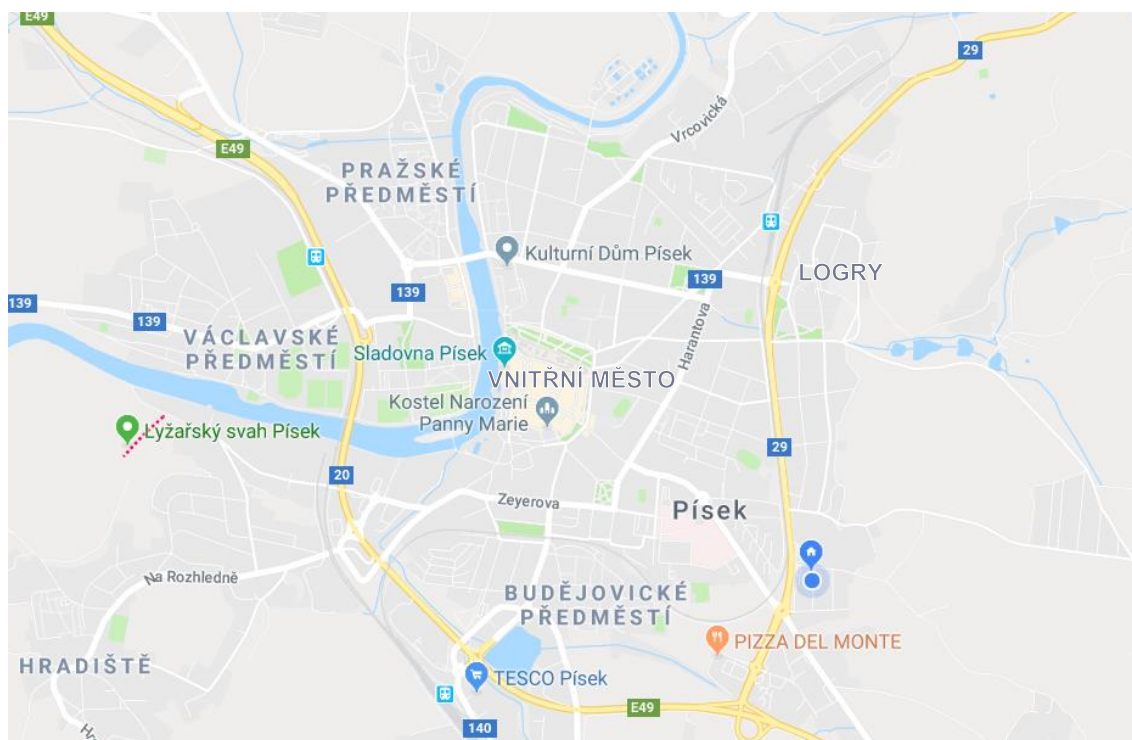 E49
29
Vrcovická
E49
PRAŽSKÉ
PŘEDMĚSTÍ
Kulturní Dům Písek
LOGRY
139
139
139
139
Harantova
VÁCLAVSKÉ
PŘEDMĚSTÍ
Sladovna Písek
VNITŘNÍ MĚSTO
Kostel Narození
Panny Marie
Lyžařský svah Písek
29
20
Zeyerova
Písek
Na Rozhledně
BUDĚJOVICKÉ
PŘEDMĚSTÍ
PIZZA DEL MONTE
HRADIŠTĚ
TESCO Písek
E49
140